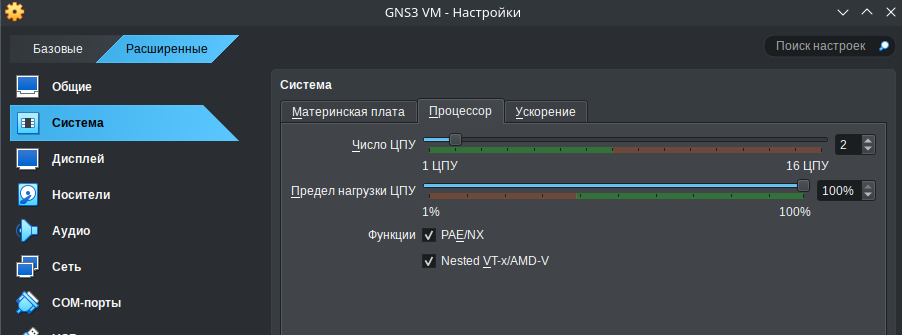 GNS3 VM - Настройки
Базовые
Расширенные
Поиск настроек
Общие
Система
Дисплей
Носители
Аудио
Сеть
COM-порты
Система
Материнская плата
Процессор
Ускорение
Число ЦПУ
2
1 ЦПУ
16 ЦПУ
Предел нагрузки ЦПУ
100%
1%
100%
Функции
PAE/NX
Nested VT-x/AMD-V